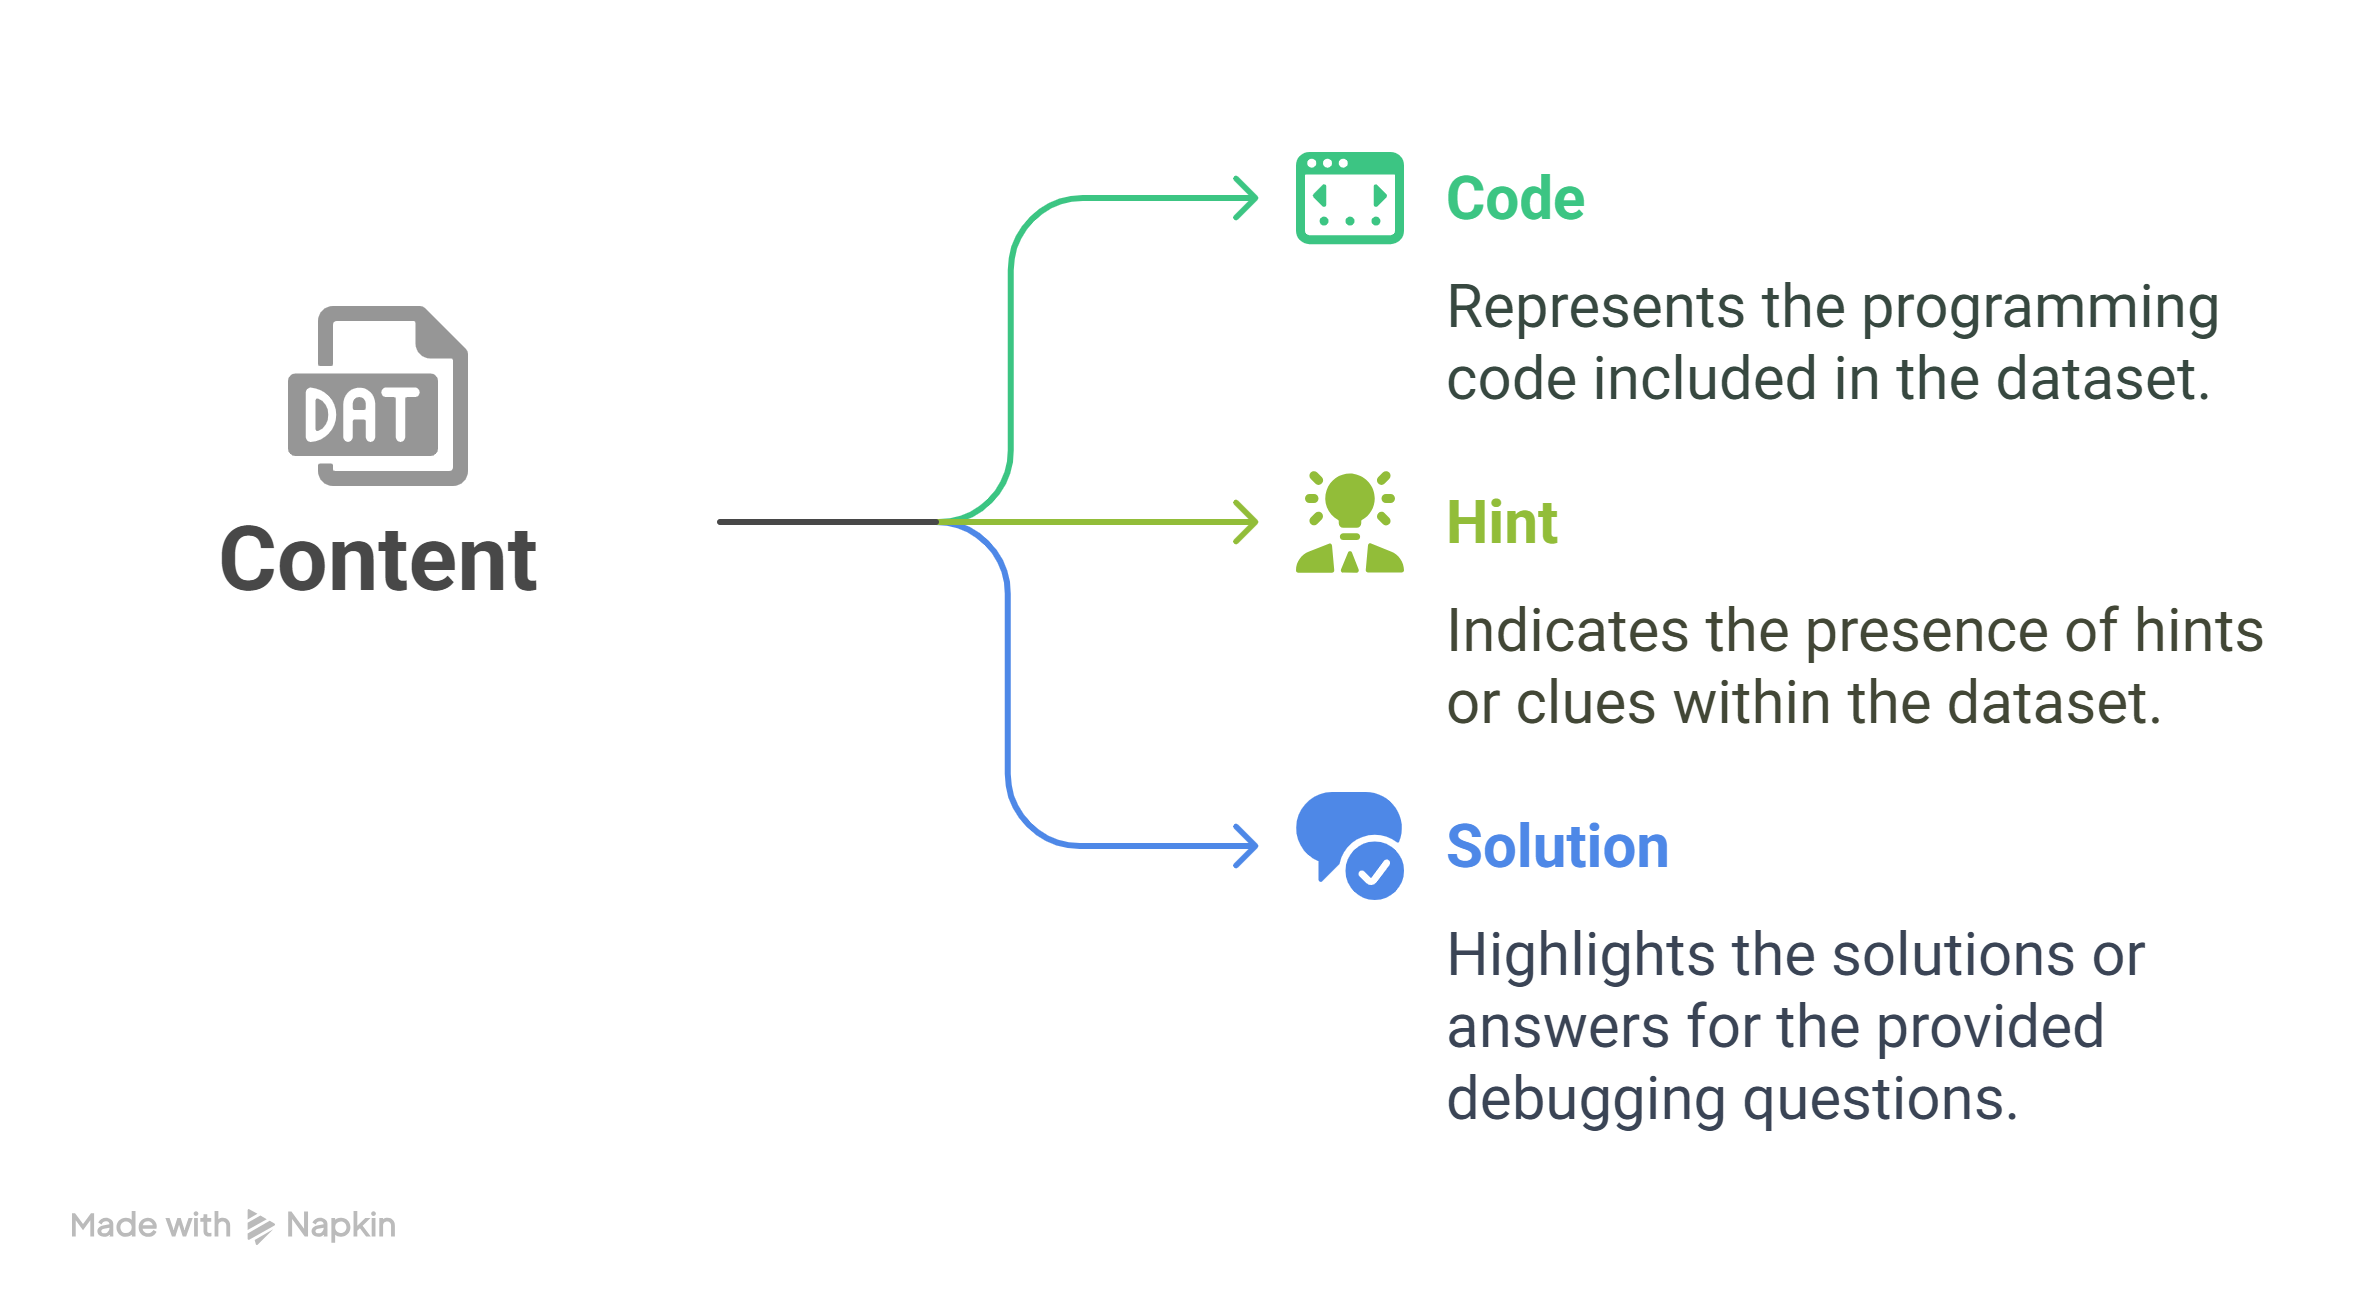 DAT
Content
Code
Represents the programming
code included in the dataset.
Hint
Indicates the presence of hints
or clues within the dataset.
Solution
Highlights the solutions or
answers for the provided
debugging questions.
Made with Napkin